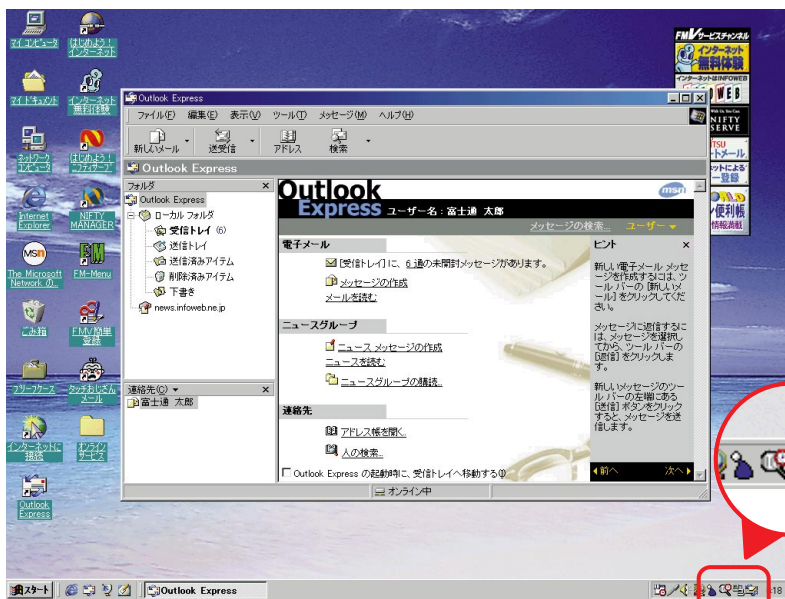 マイ コンピュータ
はじめよう!
インターネット
マイ ドキュメント
インターネット
無料体験
ネットワーク
コンピュータ
はじめよう!
ニフティサーブ
Internet
Explorer
NIFTY
MANAGER
The Microsoft
Network の...
FM-Menu
ごみ箱
FMV簡単
登録
フリーフケース
タッチおじさん
メール
インターネットに
接続
オンライン
サービス
Outlook
Express
FMVサービスチャンネル
インターネット
無料体験
インターネットはINFOWEB
WEB
NIFTY
SERVE
Outlook Express
ファイル(F) 編集(E) 表示(V) ツール(T) メッセージ(M) ヘルプ(H)
新しいメール 送受信 アドレス 検索
Outlook Express
フォルダ ×
Outlook Express
ローカル フォルダ
受信トレイ (6)
送信トレイ
送信済みアイテム
削除済みアイテム
下書き
news.infoweb.ne.jp
連絡先(C) ×
富士通 太郎
Outlook
Express ユーザー名:富士通 太郎
msn
メッセージの検索... ユーザー
電子メール
[受信トレイ] に、6 通の未開封メッセージがあります。
メッセージの作成
メールを読む
ニュースグループ
ニュース メッセージの作成
ニュースを読む
ニュースグループの購読...
連絡先
アドレス帳を開く...
人の検索...
Outlook Express の起動時に、受信トレイへ移動する(W)
ヒント ×
新しい電子メール メッセ
ージを作成するには、ツ
ール バーの [新しいメ
ール] をクリックしてくだ
さい。
メッセージに返信するに
は、メッセージを選択し
てから、ツール バーの
[返信] をクリックしま
す。
新しいメッセージのツー
ル バーの左端にある
[送信] ボタンをクリック
すると、メッセージを送
信します。
前へ 次へ
オンライン中
スタート Outlook Express
:18